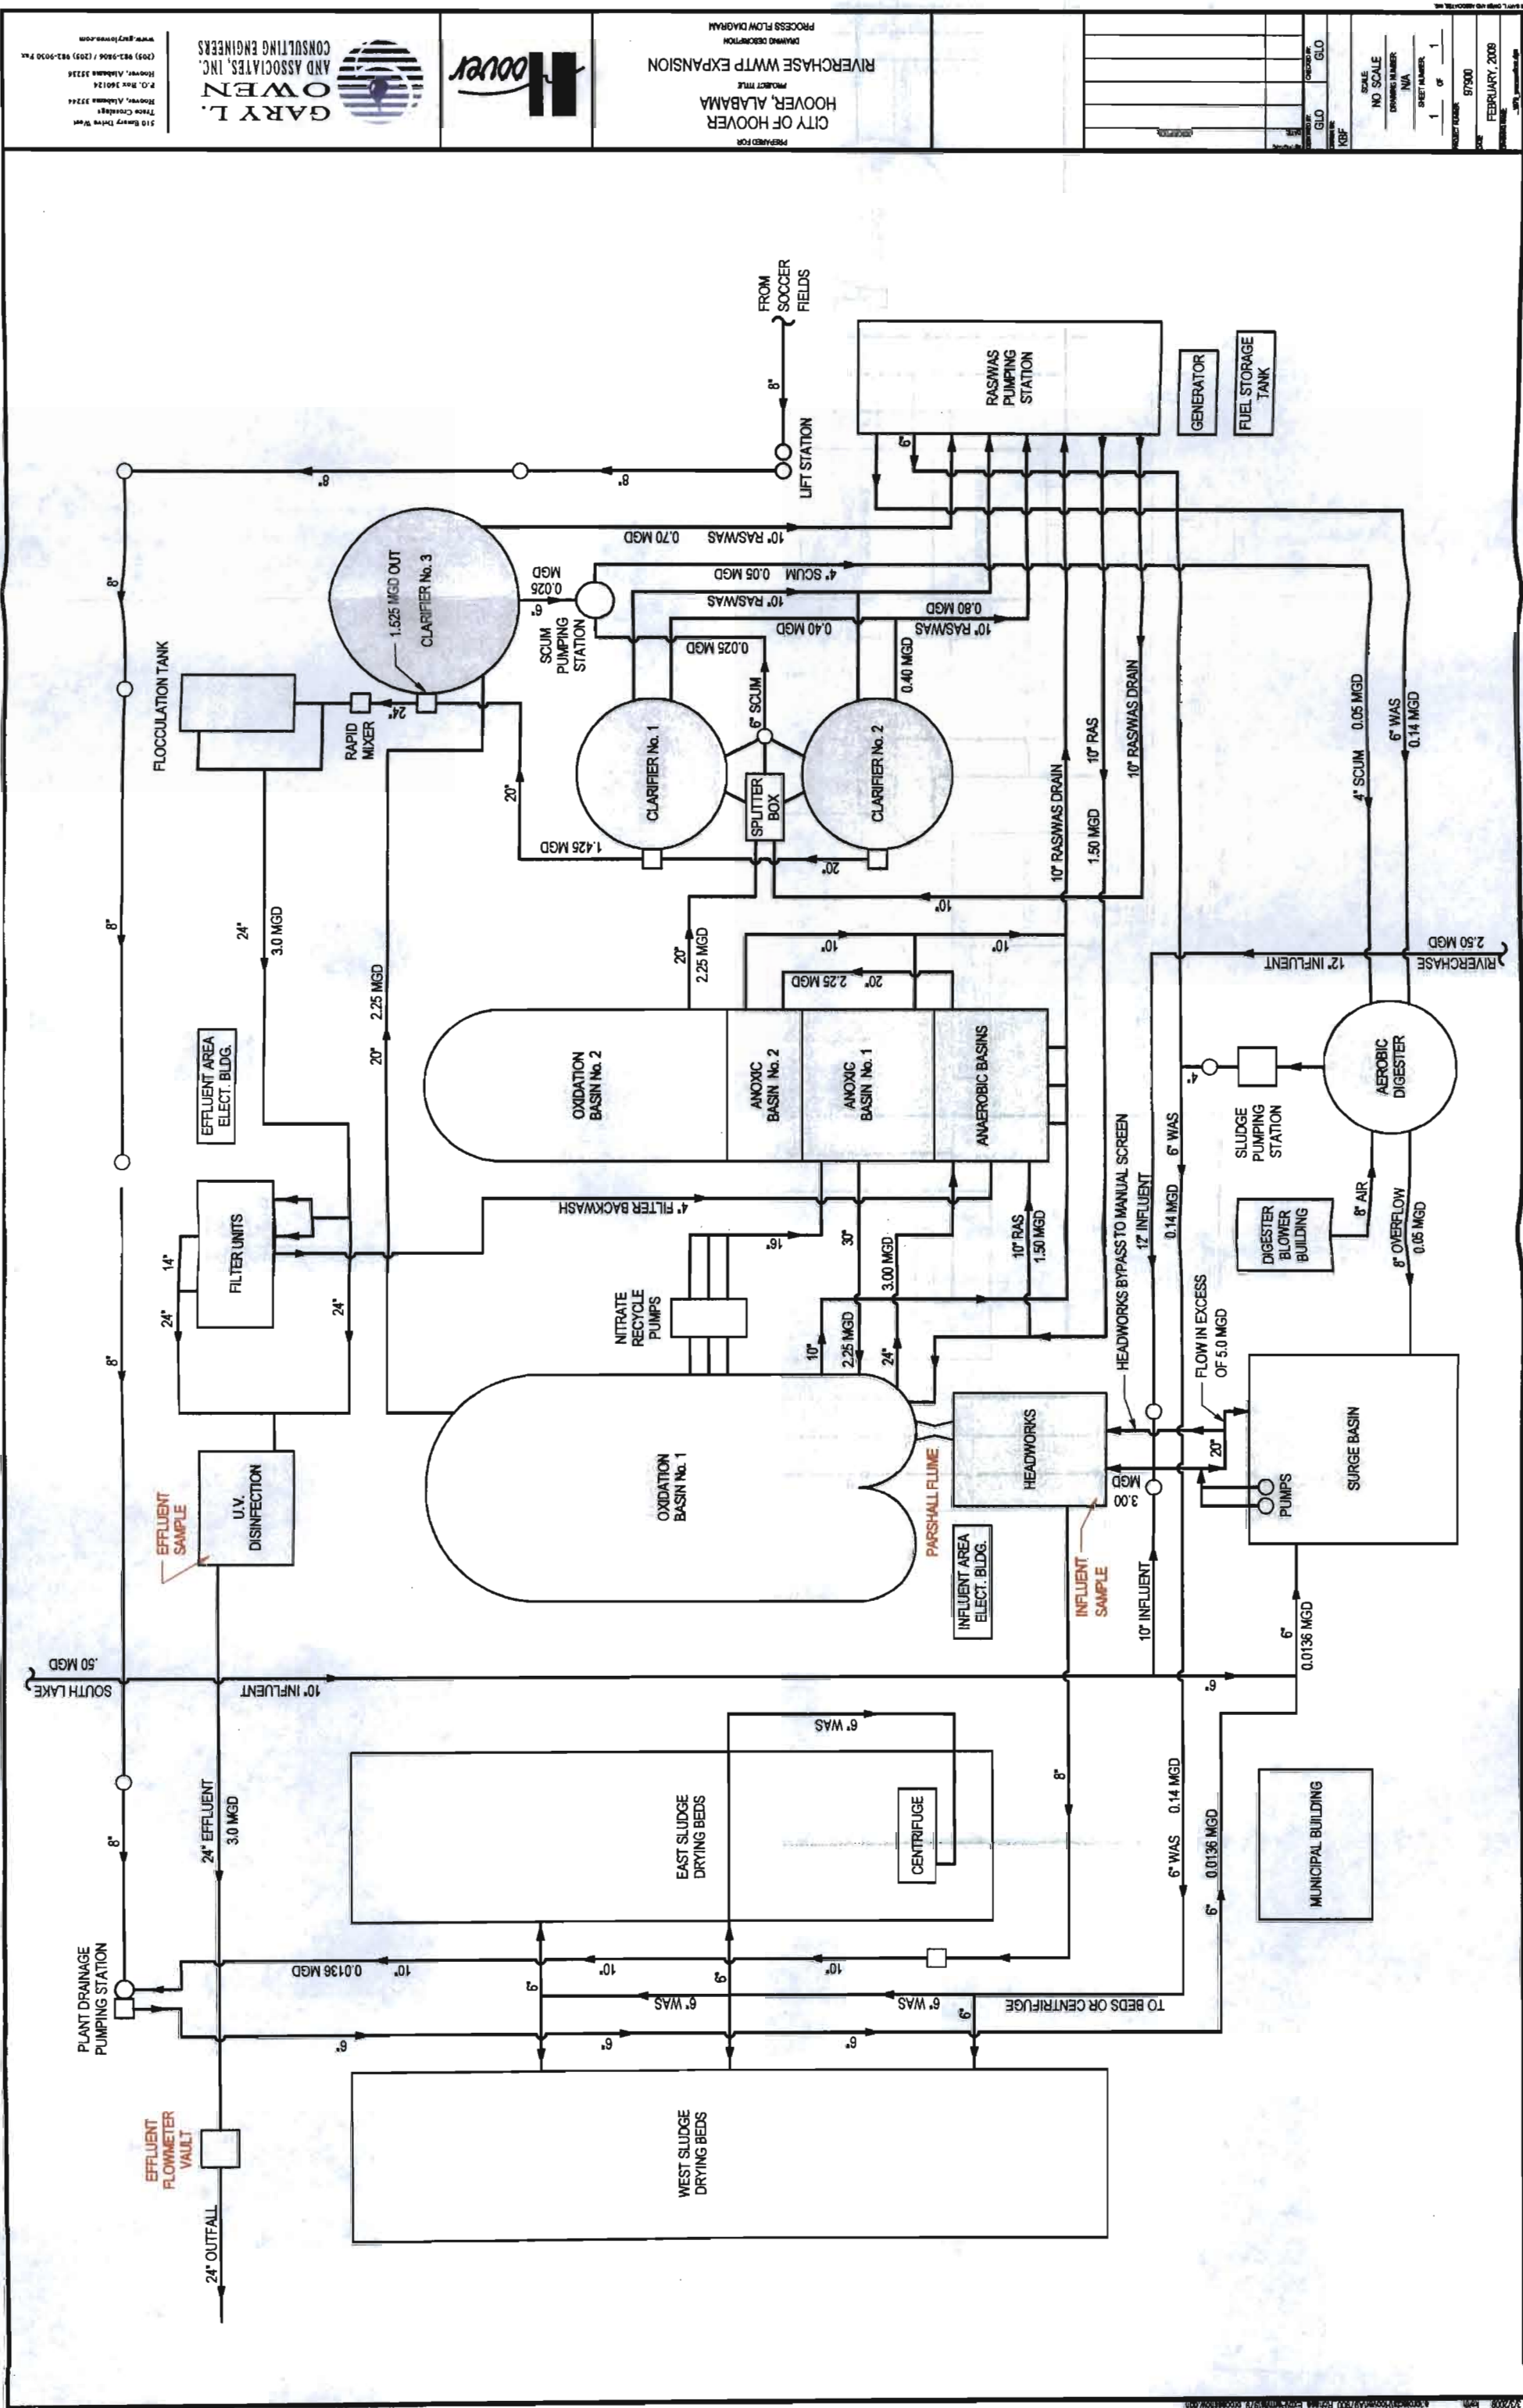 510 Emery Drive West
Trace Crossings
Hoover, Alabama 35244
P.O. Box 360124
Hoover, Alabama 35236
(205) 982-9806 / (205) 982-9030 Fax
www.garylowen.com
GARY L.
OWEN
AND ASSOCIATES, INC.
CONSULTING ENGINEERS
Hoover
PREPARED FOR
CITY OF HOOVER
HOOVER, ALABAMA
PROJECT TITLE
RIVERCHASE WWTP EXPANSION
DRAWING DESCRIPTION
PROCESS FLOW DIAGRAM
DESCRIPTION
GLO
GLO
KBF
SCALE
NO SCALE
DRAWING NUMBER
N/A
SHEET NUMBER
1 OF 1
PROJECT NUMBER
97900
DATE
FEBRUARY, 2009
FROM
SOCCER
FIELDS
8"
LIFT STATION
8"
8"
8"
8"
8"
8"
8"
FLOCCULATION TANK
RAPID
MIXER
24"
1.525 MGD OUT
CLARIFIER No. 3
SCUM
PUMPING
STATION
6"
0.025
MGD
10" RAS/WAS
0.70 MGD
4" SCUM 0.05 MGD
10" RAS/WAS
0.40 MGD
10" RAS/WAS
0.80 MGD
0.025 MGD
6" SCUM
0.40 MGD
CLARIFIER No. 1
SPLITTER
BOX
CLARIFIER No. 2
20"
1.425 MGD
20"
RAS/WAS
PUMPING
STATION
6"
GENERATOR
FUEL STORAGE
TANK
10" RAS/WAS DRAIN
1.50 MGD
10" RAS
10" RAS/WAS DRAIN
10"
4" SCUM 0.05 MGD
6" WAS
0.14 MGD
24"
3.0 MGD
20"
2.25 MGD
20"
2.25 MGD
10"
10"
20" 2.25 MGD
OXIDATION
BASIN No. 2
ANOXIC
BASIN No. 2
ANOXIC
BASIN No. 1
ANAEROBIC BASINS
RIVERCHASE
2.50 MGD
12" INFLUENT
EFFLUENT AREA
ELECT. BLDG.
FILTER UNITS
14"
24"
24"
4" FILTER BACKWASH
NITRATE
RECYCLE
PUMPS
16"
30"
2.25 MGD
10"
24"
3.00 MGD
10" RAS
1.50 MGD
HEADWORKS BYPASS TO MANUAL SCREEN
12" INFLUENT
0.14 MGD
6" WAS
4"
SLUDGE
PUMPING
STATION
AEROBIC
DIGESTER
DIGESTER
BLOWER
BUILDING
8" AIR
8" OVERFLOW
0.05 MGD
FLOW IN EXCESS
OF 5.0 MGD
20"
SURGE BASIN
PUMPS
3.00
MGD
HEADWORKS
PARSHALL FLUME
OXIDATION
BASIN No. 1
INFLUENT AREA
ELECT. BLDG.
INFLUENT
SAMPLE
10" INFLUENT
EFFLUENT
SAMPLE
U.V.
DISINFECTION
SOUTH LAKE
.50 MGD
10" INFLUENT
6"
6"
0.0136 MGD
24" EFFLUENT
3.0 MGD
8"
EAST SLUDGE
DRYING BEDS
CENTRIFUGE
6" WAS
8"
6" WAS
0.14 MGD
6"
0.0136 MGD
MUNICIPAL BUILDING
PLANT DRAINAGE
PUMPING STATION
10"
0.0136 MGD
10"
10"
6"
6"
6" WAS
6" WAS
TO BEDS OR CENTRIFUGE
6"
6"
6"
6"
WEST SLUDGE
DRYING BEDS
EFFLUENT
FLOWMETER
VAULT
24" OUTFALL